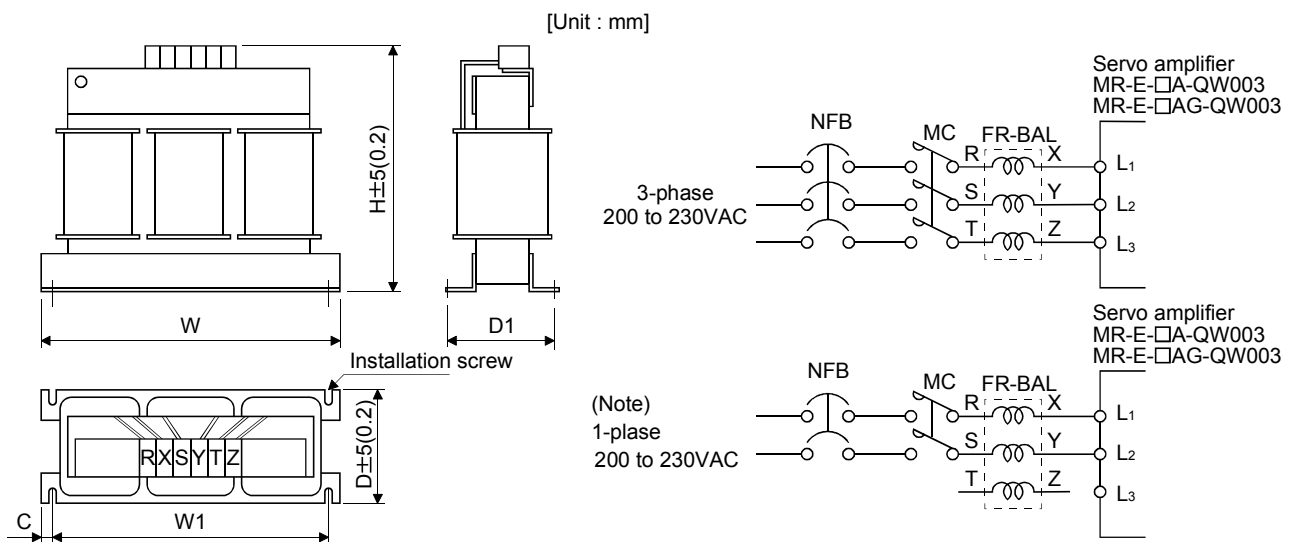 [Unit : mm]
H±5(0.2)
W
D1
Installation screw
RXSYTZ
D±5(0.2)
C
W1
Servo amplifier
MR-E-□A-QW003
MR-E-□AG-QW003
NFB
MC
FR-BAL
3-phase
200 to 230VAC
R
X
L1
S
Y
L2
T
Z
L3
Servo amplifier
MR-E-□A-QW003
MR-E-□AG-QW003
NFB
MC
FR-BAL
(Note)
1-plase
200 to 230VAC
R
X
L1
S
Y
L2
T
Z
L3